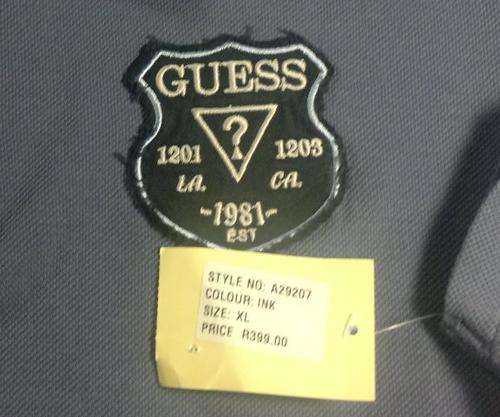 GUESS
?
1201 1203
LA. CA.
-1981-
EST
STYLE NO: A29207
COLOUR: INK
SIZE: XL
PRICE R399.00